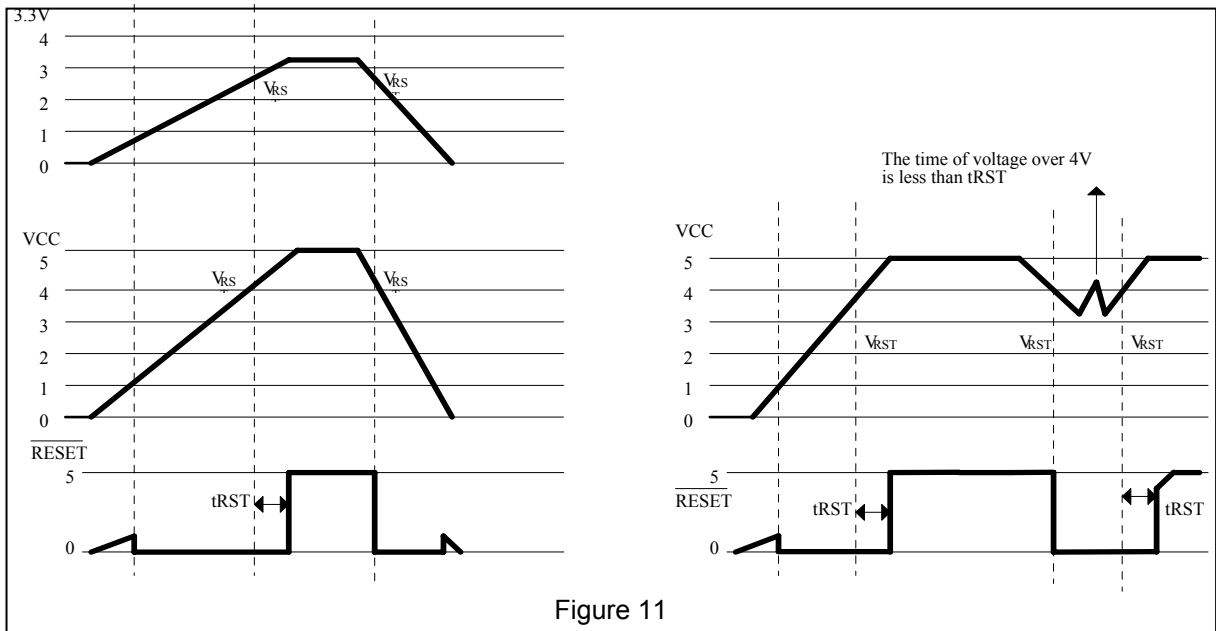 3.3V
4
3
2
1
0
VRS
VRS
VCC
5
4
3
2
1
0
VRS
VRS
RESET
5
0
tRST
The time of voltage over 4V
is less than tRST
VCC
5
4
3
2
1
0
VRST
VRST
VRST
RESET
5
0
tRST
tRST
Figure 11